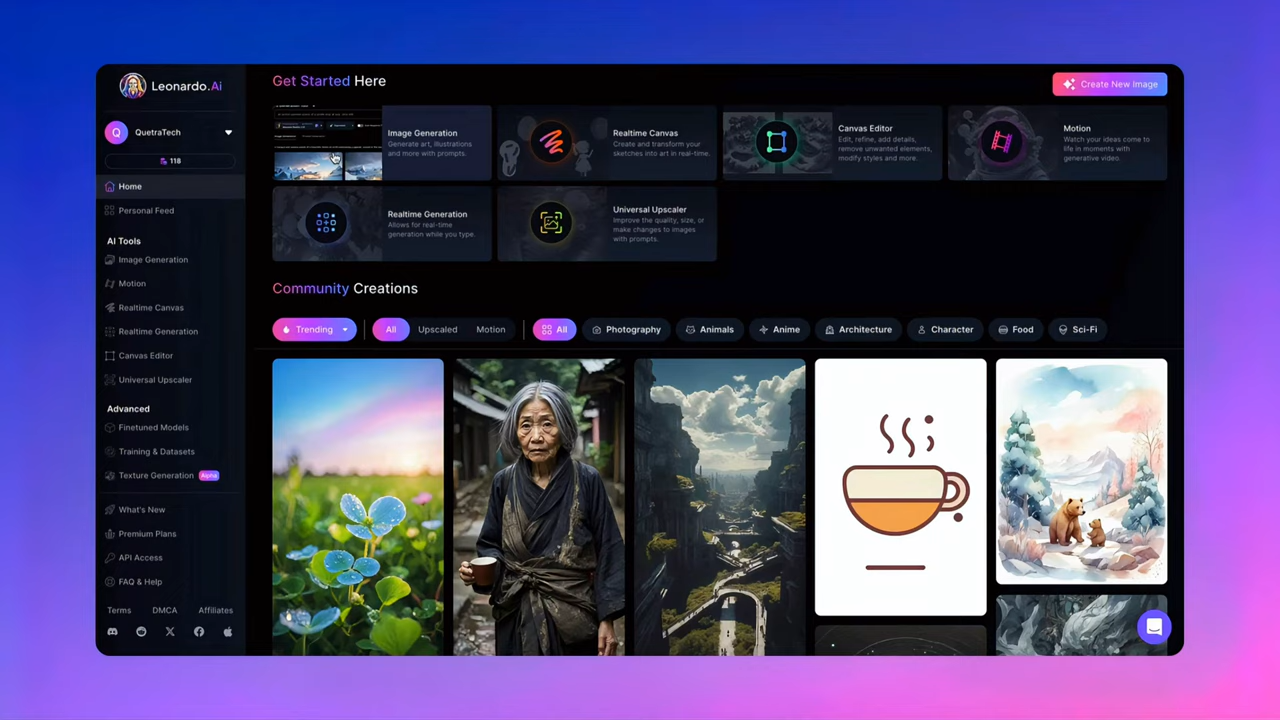 Leonardo.Ai
Q QuetraTech
118
Home
Personal Feed
AI Tools
Image Generation
Motion
Realtime Canvas
Realtime Generation
Canvas Editor
Universal Upscaler
Advanced
Finetuned Models
Training & Datasets
Texture Generation Alpha
What's New
Premium Plans
API Access
FAQ & Help
Terms DMCA Affiliates
Get Started Here
Create New Image
Image Generation
Generate art, illustrations
and more with prompts.
Realtime Canvas
Create and transform your
sketches into art in real-time.
Canvas Editor
Edit, refine, add details,
remove unwanted elements,
modify styles and more.
Motion
Watch your ideas come to
life in moments with
generative video.
Realtime Generation
Allows for real-time
generation while you type.
Universal Upscaler
Improve the quality, size, or
make changes to images
with prompts.
Community Creations
Trending All Upscaled Motion All Photography Animals Anime Architecture Character Food Sci-Fi